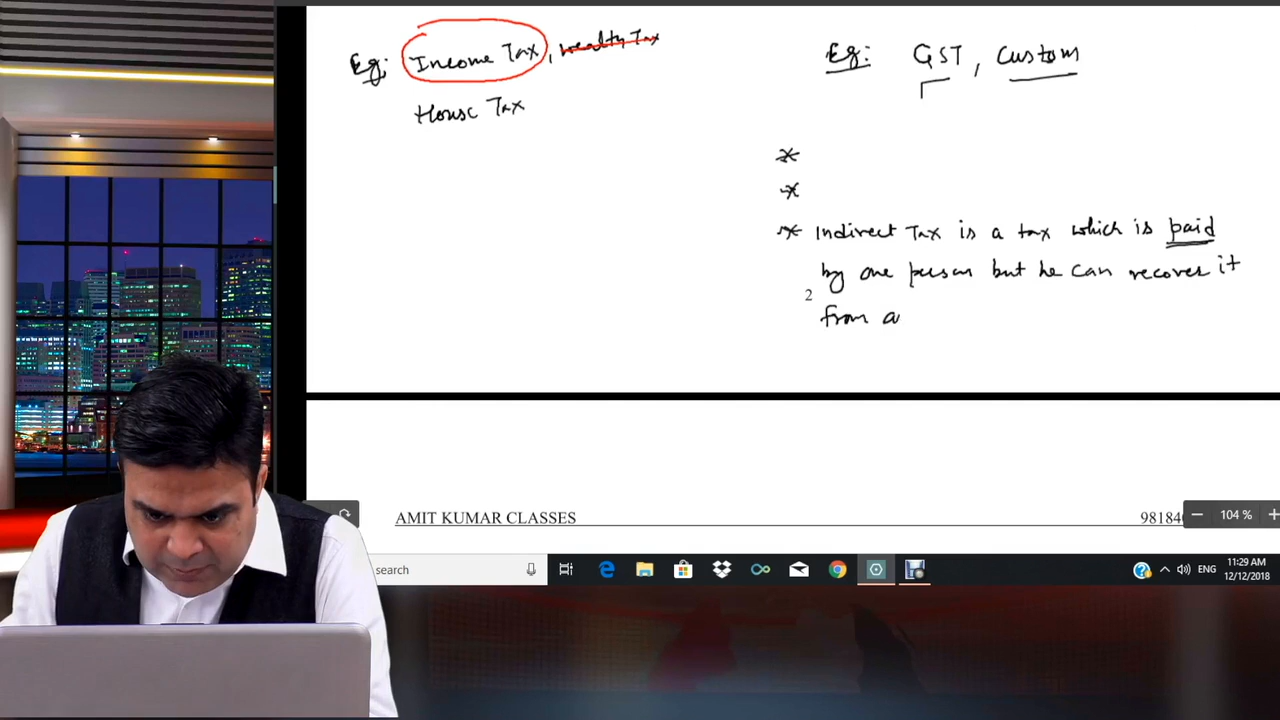 Eg: Income Tax, Wealth Tax
House Tax
Eg: GST, Custom
*
*
* Indirect Tax is a tax which is paid
by one person but he can recover it
2
from a
AMIT KUMAR CLASSES
9818
104 %
search
ENG
11:29 AM
12/12/2018